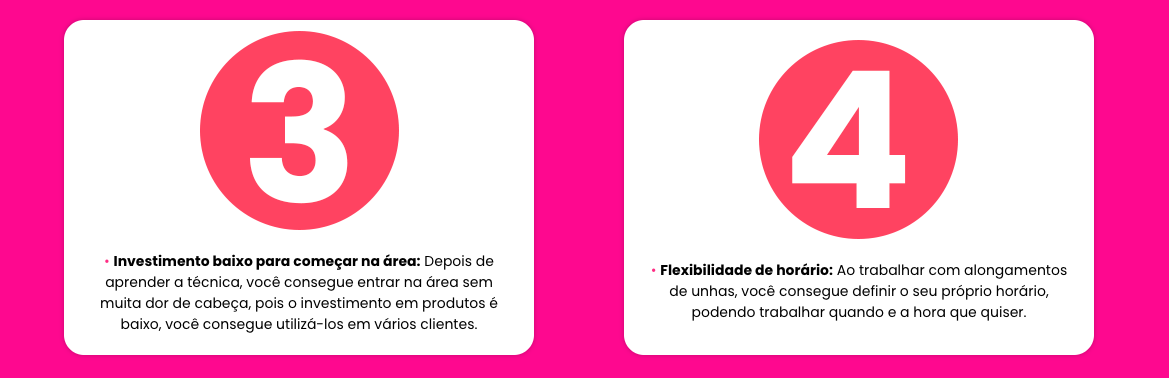 3
• Investimento baixo para começar na área: Depois de
aprender a técnica, você consegue entrar na área sem
muita dor de cabeça, pois o investimento em produtos é
baixo, você consegue utilizá-los em vários clientes.
4
• Flexibilidade de horário: Ao trabalhar com alongamentos
de unhas, você consegue definir o seu próprio horário,
podendo trabalhar quando e a hora que quiser.